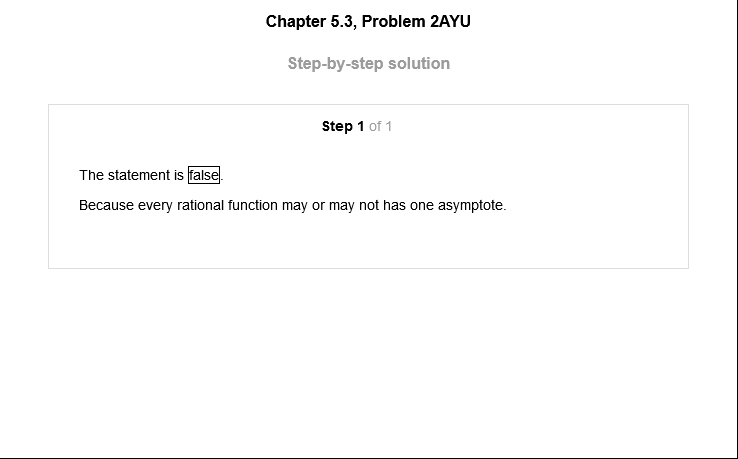 Chapter 5.3, Problem 2AYU
Step-by-step solution
Step 1 of 1
The statement is false.
Because every rational function may or may not has one asymptote.